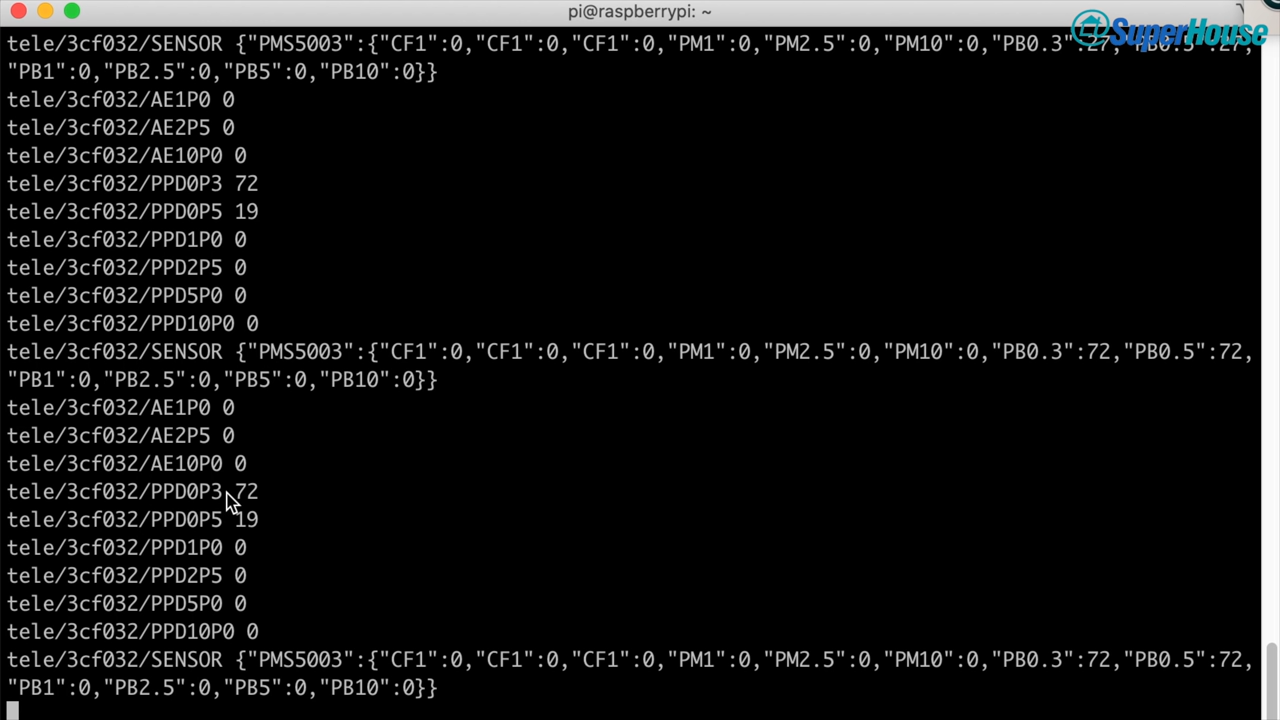 pi@raspberrypi: ~
SuperHouse
tele/3cf032/SENSOR {"PMS5003":{"CF1":0,"CF1":0,"CF1":0,"PM1":0,"PM2.5":0,"PM10":0,"PB0.3":27,"PB0.5":27,
"PB1":0,"PB2.5":0,"PB5":0,"PB10":0}}
tele/3cf032/AE1P0 0
tele/3cf032/AE2P5 0
tele/3cf032/AE10P0 0
tele/3cf032/PPD0P3 72
tele/3cf032/PPD0P5 19
tele/3cf032/PPD1P0 0
tele/3cf032/PPD2P5 0
tele/3cf032/PPD5P0 0
tele/3cf032/PPD10P0 0
tele/3cf032/SENSOR {"PMS5003":{"CF1":0,"CF1":0,"CF1":0,"PM1":0,"PM2.5":0,"PM10":0,"PB0.3":72,"PB0.5":72,
"PB1":0,"PB2.5":0,"PB5":0,"PB10":0}}
tele/3cf032/AE1P0 0
tele/3cf032/AE2P5 0
tele/3cf032/AE10P0 0
tele/3cf032/PPD0P3 72
tele/3cf032/PPD0P5 19
tele/3cf032/PPD1P0 0
tele/3cf032/PPD2P5 0
tele/3cf032/PPD5P0 0
tele/3cf032/PPD10P0 0
tele/3cf032/SENSOR {"PMS5003":{"CF1":0,"CF1":0,"CF1":0,"PM1":0,"PM2.5":0,"PM10":0,"PB0.3":72,"PB0.5":72,
"PB1":0,"PB2.5":0,"PB5":0,"PB10":0}}